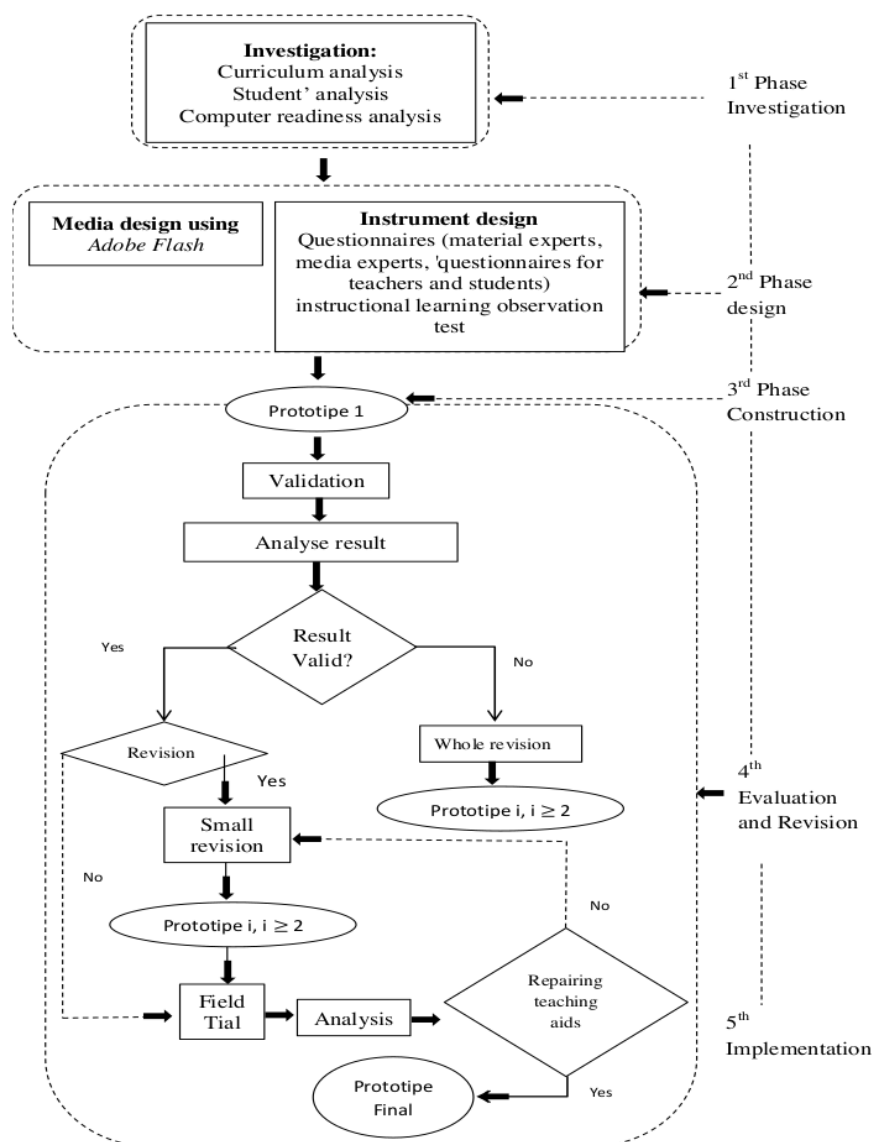 Investigation:
Curriculum analysis
Student' analysis
Computer readiness analysis
1st Phase
Investigation
Media design using
Adobe Flash
Instrument design
Questionnaires (material experts,
media experts, 'questionnaires for
teachers and students)
instructional learning observation
test
2nd Phase
design
3rd Phase
Construction
Prototipe 1
Validation
Analyse result
Result
Valid?
Yes
No
Revision
Whole revision
Yes
Prototipe i, i ≥ 2
4th
Evaluation
and Revision
Small
revision
No
No
Prototipe i, i ≥ 2
Repairing
teaching
aids
Field
Tial
Analysis
5th
Implementation
Prototipe
Final
Yes